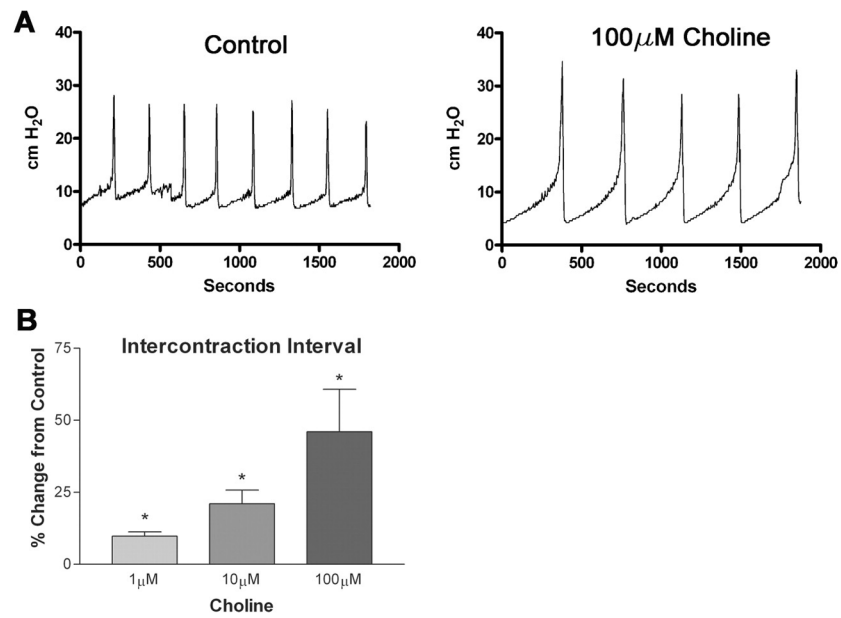 A
Control
100μM Choline
40
30
20
10
0
cm H2O
0
500
1000
1500
2000
Seconds
40
30
20
10
0
cm H2O
0
500
1000
1500
2000
Seconds
B
Intercontraction Interval
75
50
25
0
% Change from Control
*
*
*
1μM
10μM
100μM
Choline